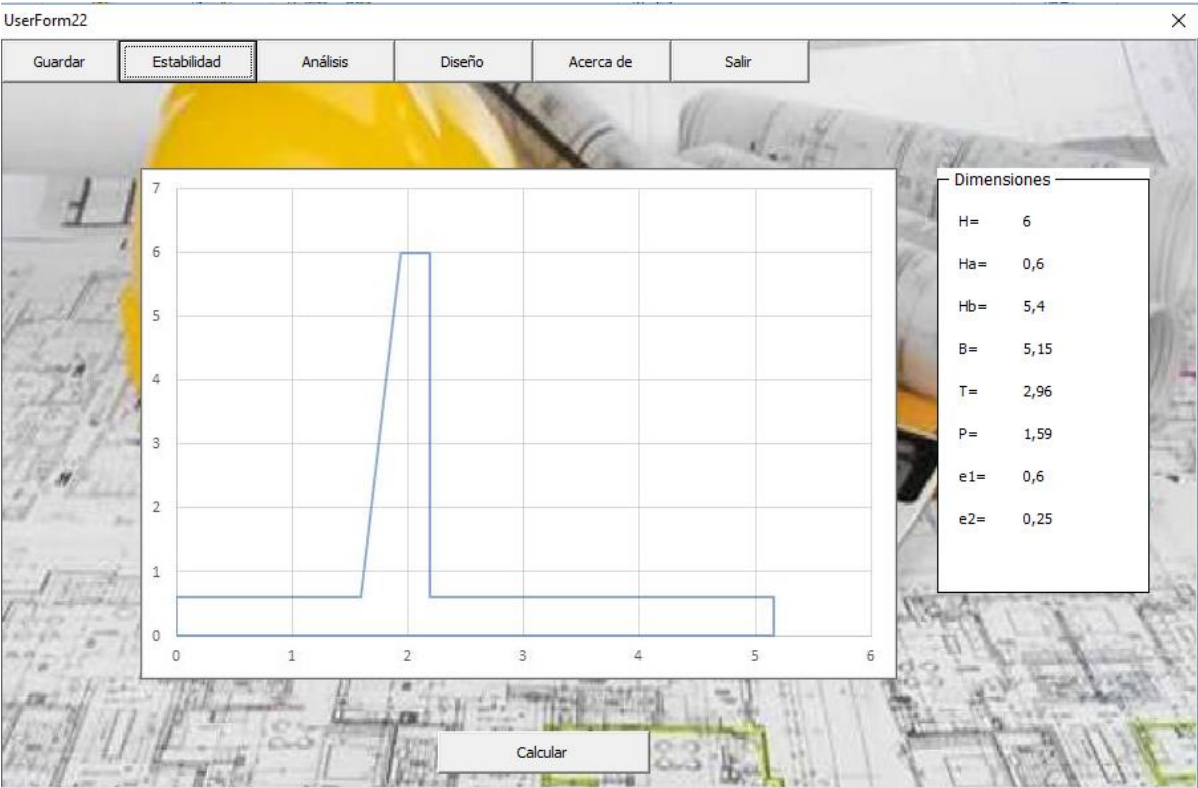 UserForm22
Guardar Estabilidad Análisis Diseño Acerca de Salir
7
6
5
4
3
2
1
0
0 1 2 3 4 5 6
Dimensiones
H= 6
Ha= 0,6
Hb= 5,4
B= 5,15
T= 2,96
P= 1,59
e1= 0,6
e2= 0,25
Calcular